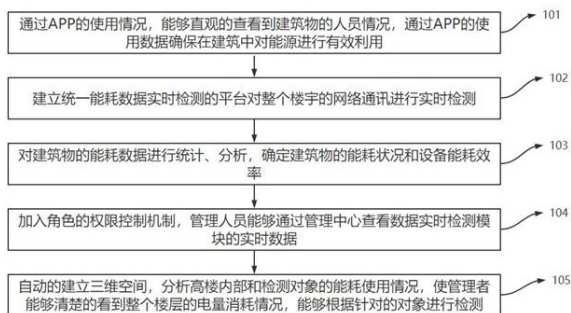 通过APP的使用情况，能够直观的查看到建筑物的人员情况，通过APP的使
用数据确保在建筑中对能源进行有效利用
101
建立统一能耗数据实时检测的平台对整个楼宇的网络通讯进行实时检测
102
对建筑物的能耗数据进行统计、分析，确定建筑物的能耗状况和设备能耗效
率
103
加入角色的权限控制机制，管理人员能够通过管理中心查看数据实时检测模
块的实时数据
104
自动的建立三维空间，分析高楼内部和检测对象的能耗使用情况，使管理者
能够清楚的看到整个楼层的电量消耗情况，能够根据针对的对象进行检测
105